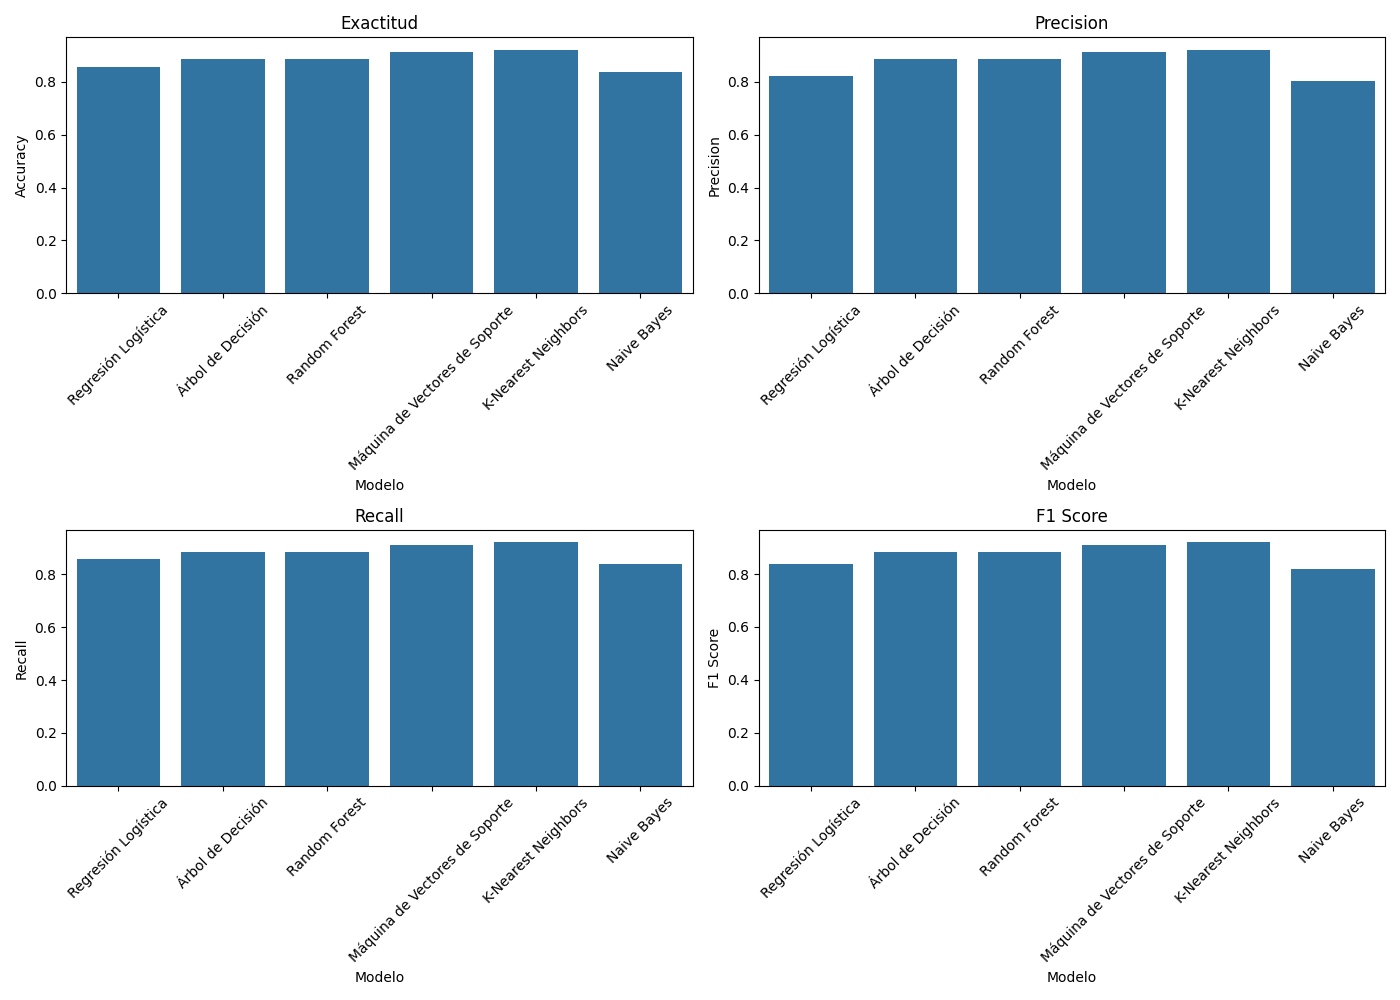 Exactitud
Accuracy
0.8
0.6
0.4
0.2
0.0
Regresión Logística
Árbol de Decisión
Random Forest
Máquina de Vectores de Soporte
K-Nearest Neighbors
Naive Bayes
Modelo
Precision
Precision
0.8
0.6
0.4
0.2
0.0
Regresión Logística
Árbol de Decisión
Random Forest
Máquina de Vectores de Soporte
K-Nearest Neighbors
Naive Bayes
Modelo
Recall
Recall
0.8
0.6
0.4
0.2
0.0
Regresión Logística
Árbol de Decisión
Random Forest
Máquina de Vectores de Soporte
K-Nearest Neighbors
Naive Bayes
Modelo
F1 Score
F1 Score
0.8
0.6
0.4
0.2
0.0
Regresión Logística
Árbol de Decisión
Random Forest
Máquina de Vectores de Soporte
K-Nearest Neighbors
Naive Bayes
Modelo